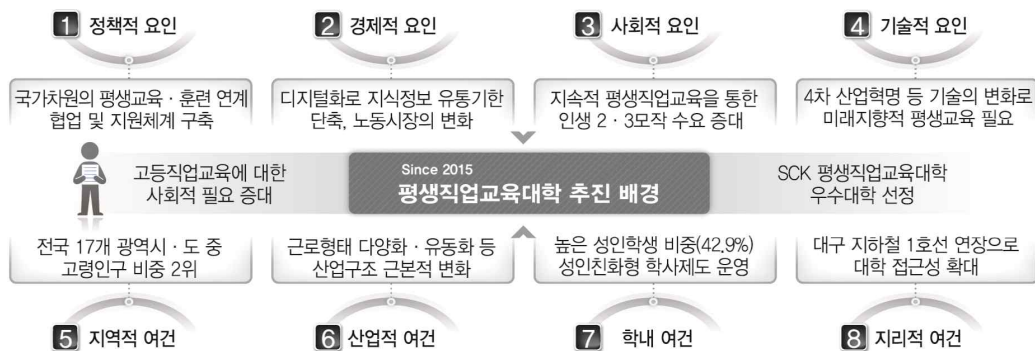 1 정책적 요인
2 경제적 요인
3 사회적 요인
4 기술적 요인
국가차원의 평생교육 · 훈련 연계
협업 및 지원체계 구축
디지털화로 지식정보 유통기한
단축, 노동시장의 변화
지속적 평생직업교육을 통한
인생 2 · 3모작 수요 증대
4차 산업혁명 등 기술의 변화로
미래지향적 평생교육 필요
고등직업교육에 대한
사회적 필요 증대
Since 2015
평생직업교육대학 추진 배경
SCK 평생직업교육대학
우수대학 선정
전국 17개 광역시 · 도 중
고령인구 비중 2위
근로형태 다양화 · 유동화 등
산업구조 근본적 변화
높은 성인학생 비중(42.9%)
성인친화형 학사제도 운영
대구 지하철 1호선 연장으로
대학 접근성 확대
5 지역적 여건
6 산업적 여건
7 학내 여건
8 지리적 여건